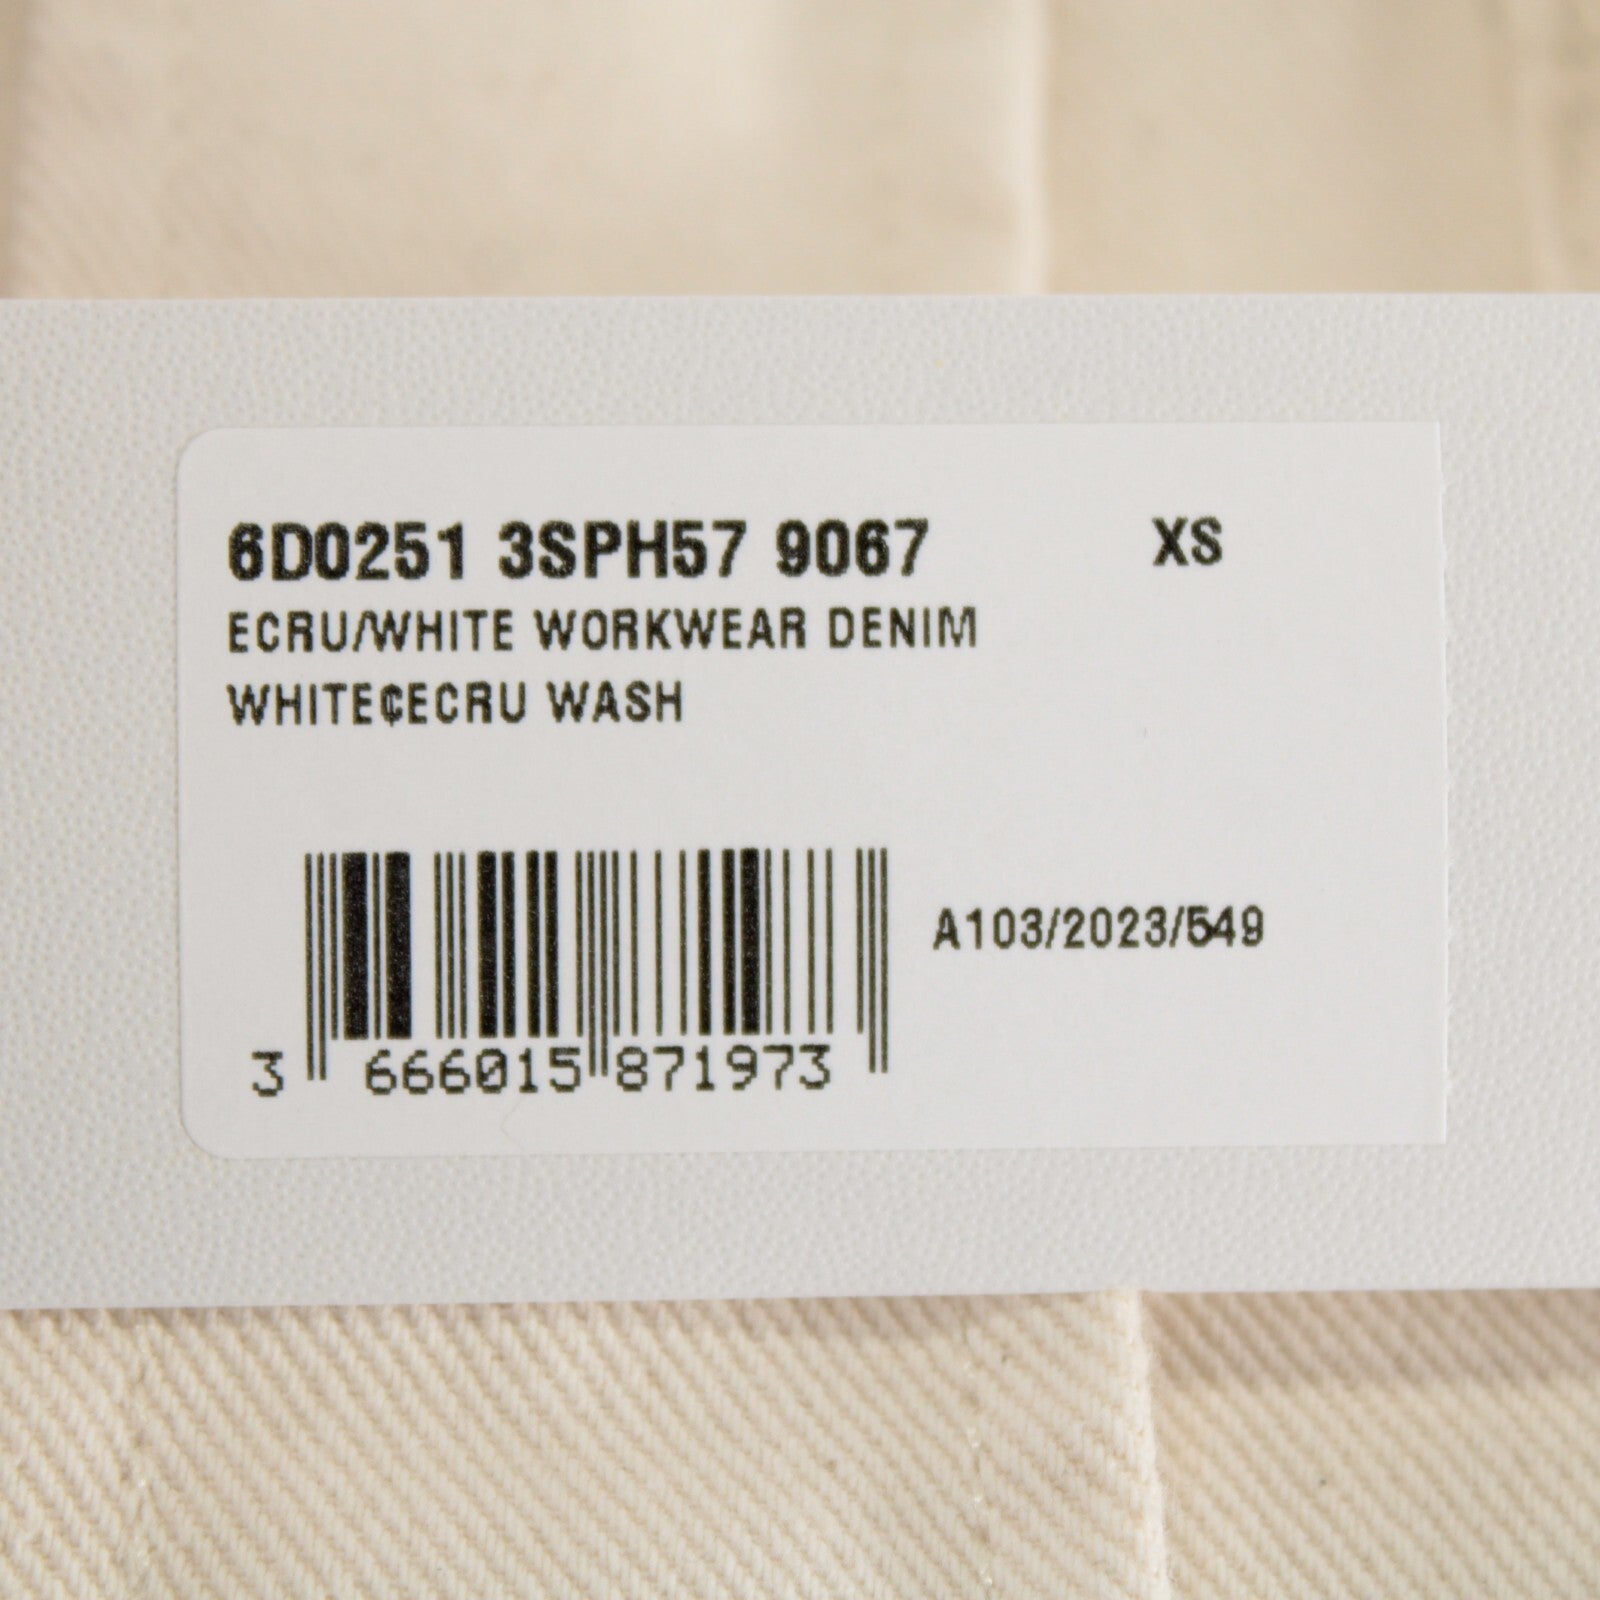 6D0251 3SPH57 9067 XS
ECRU/WHITE WORKWEAR DENIM
WHITE¢ECRU WASH
A103/2023/549
3 666015 871973